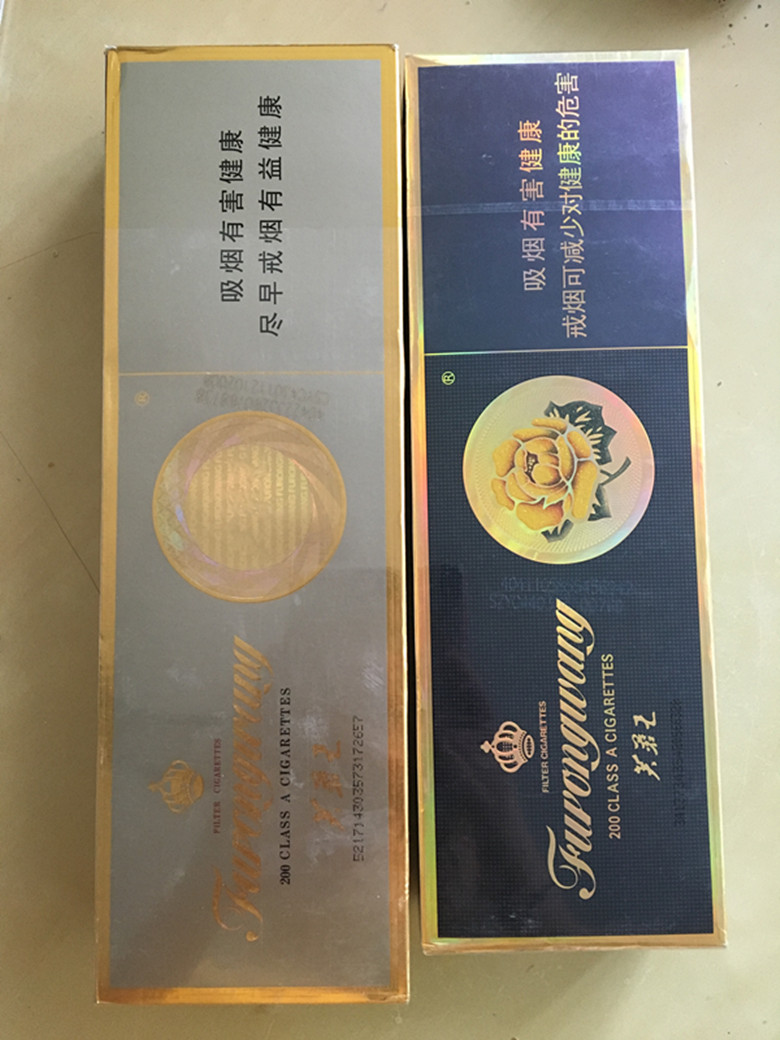 吸烟有害健康
尽早戒烟有益健康
®
FILTER CIGARETTES
Furongwang
200 CLASS A CIGARETTES
芙蓉王
吸烟有害健康
戒烟可减少对健康的危害
®
FILTER CIGARETTES
Furongwang
200 CLASS A CIGARETTES
芙蓉王